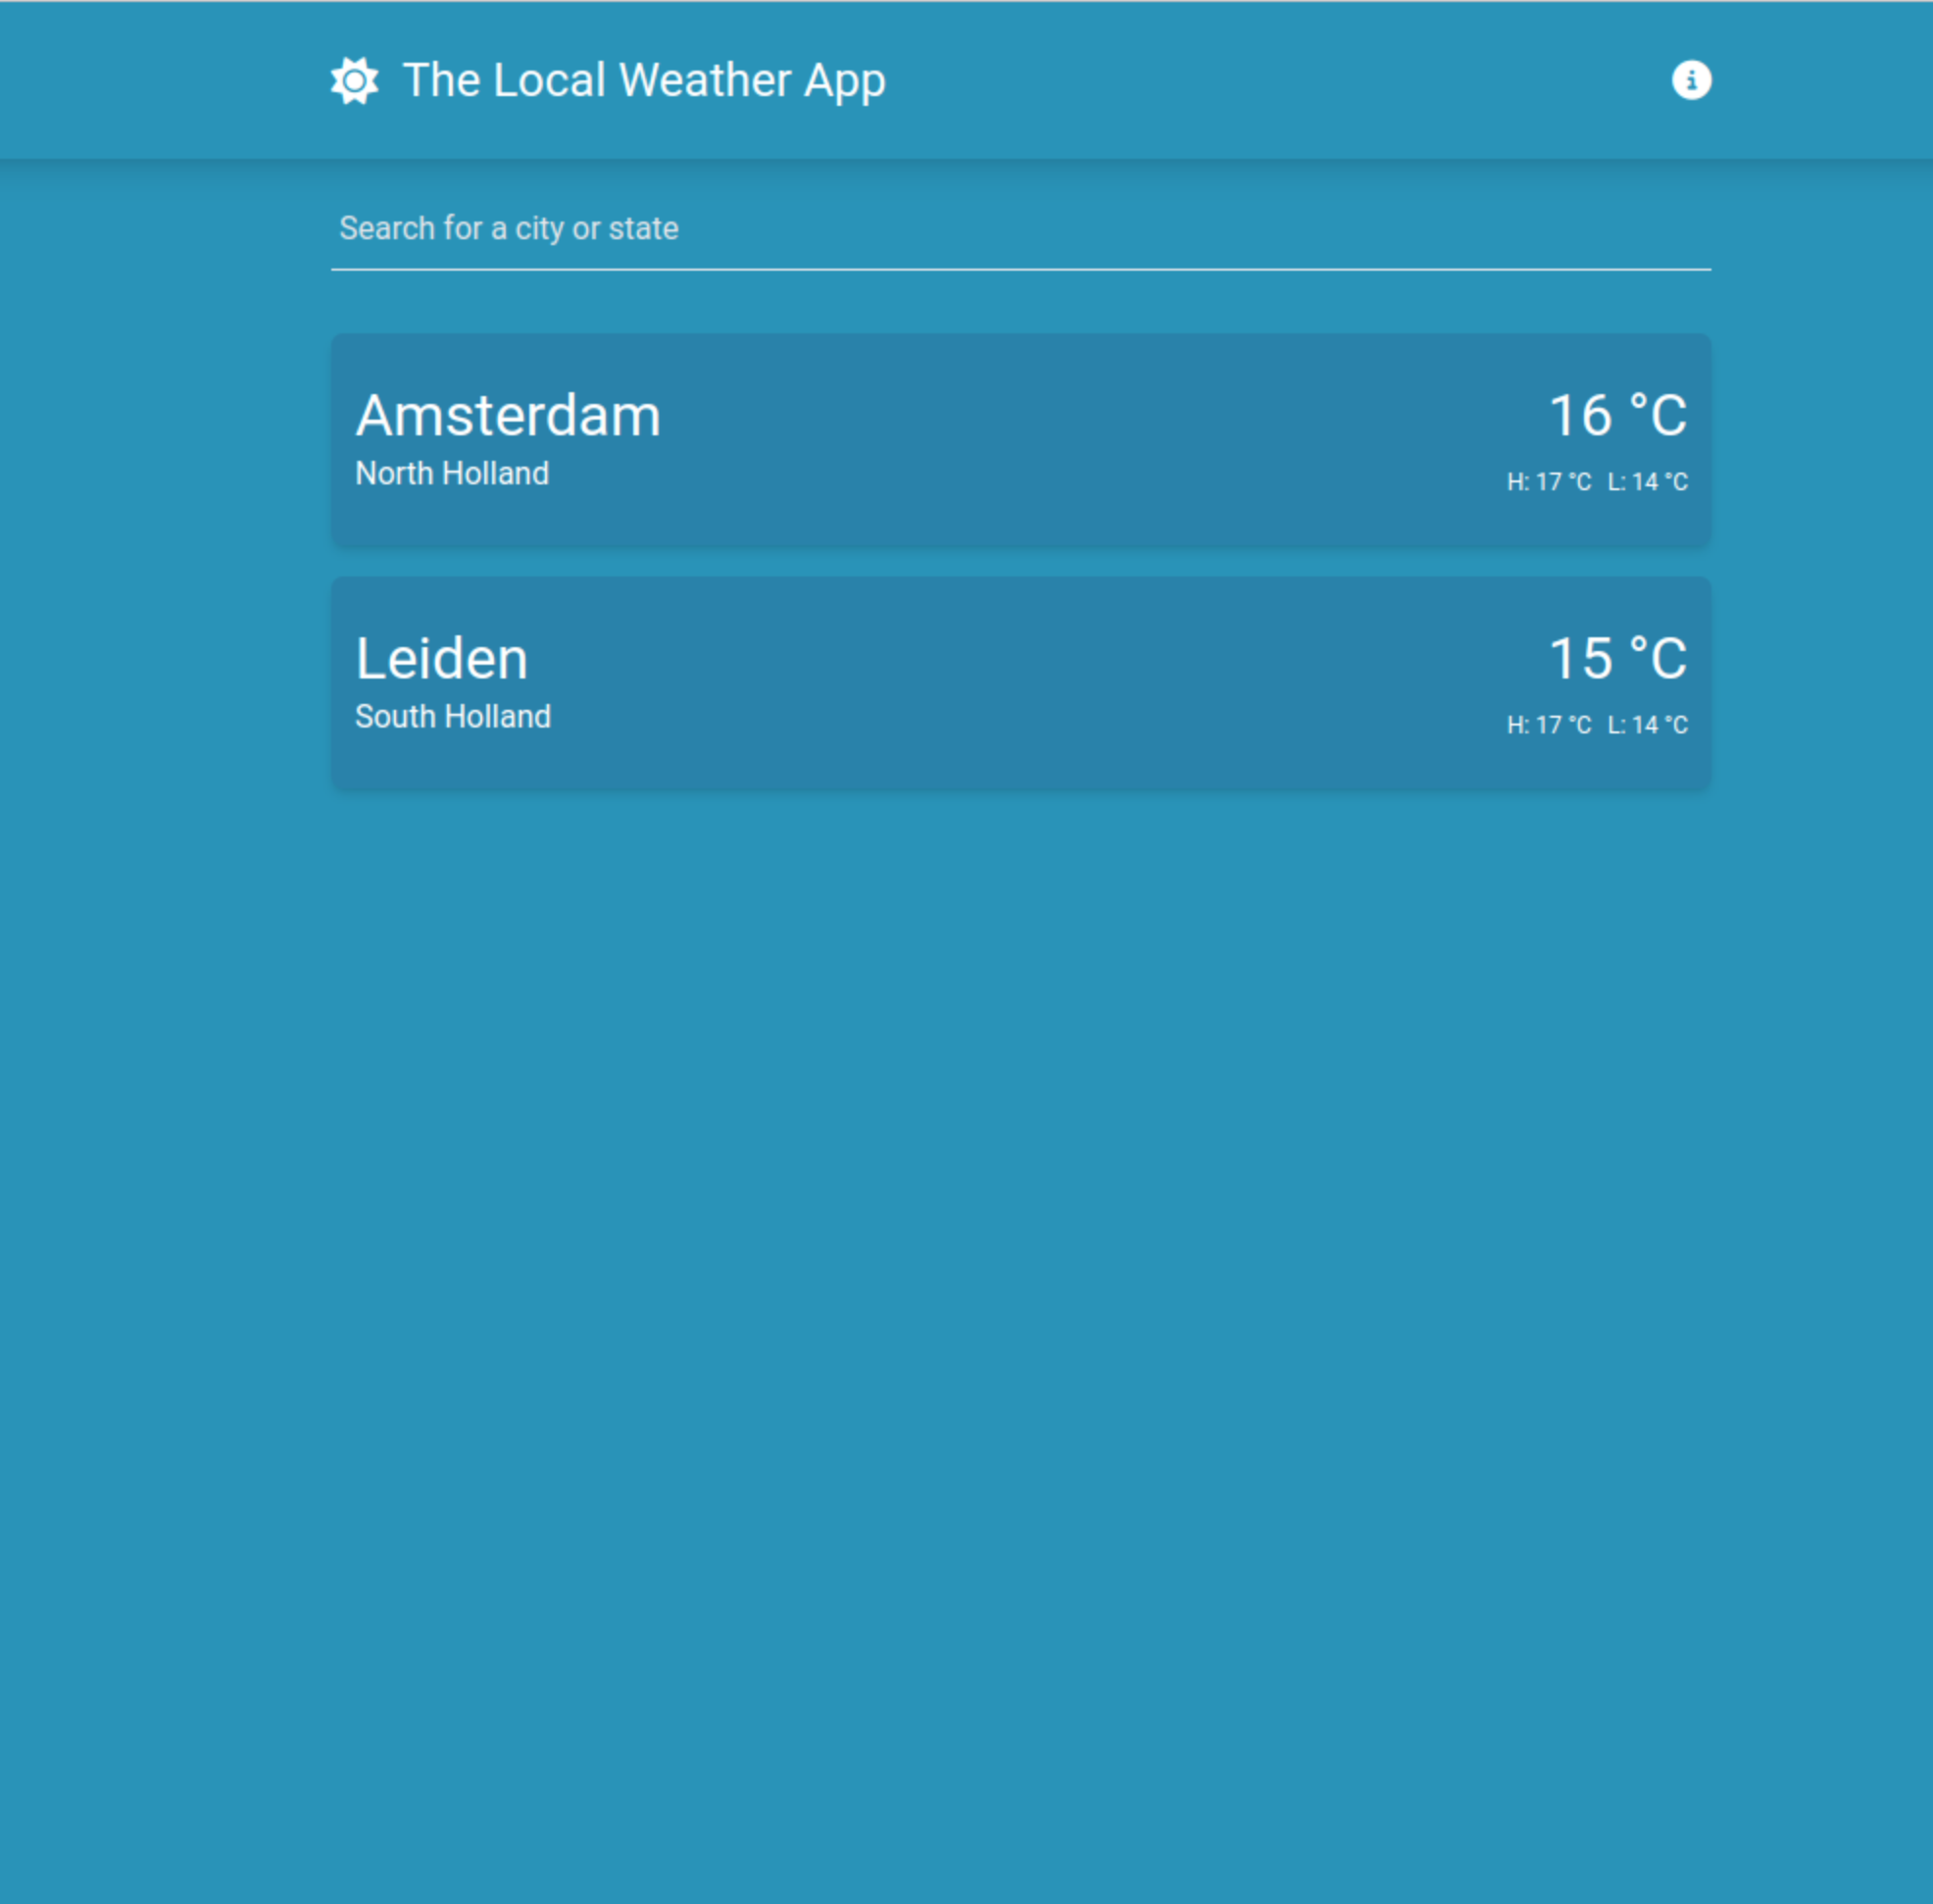 The Local Weather App
Search for a city or state
Amsterdam
16 °C
North Holland
H: 17 °C L: 14 °C
Leiden
15 °C
South Holland
H: 17 °C L: 14 °C